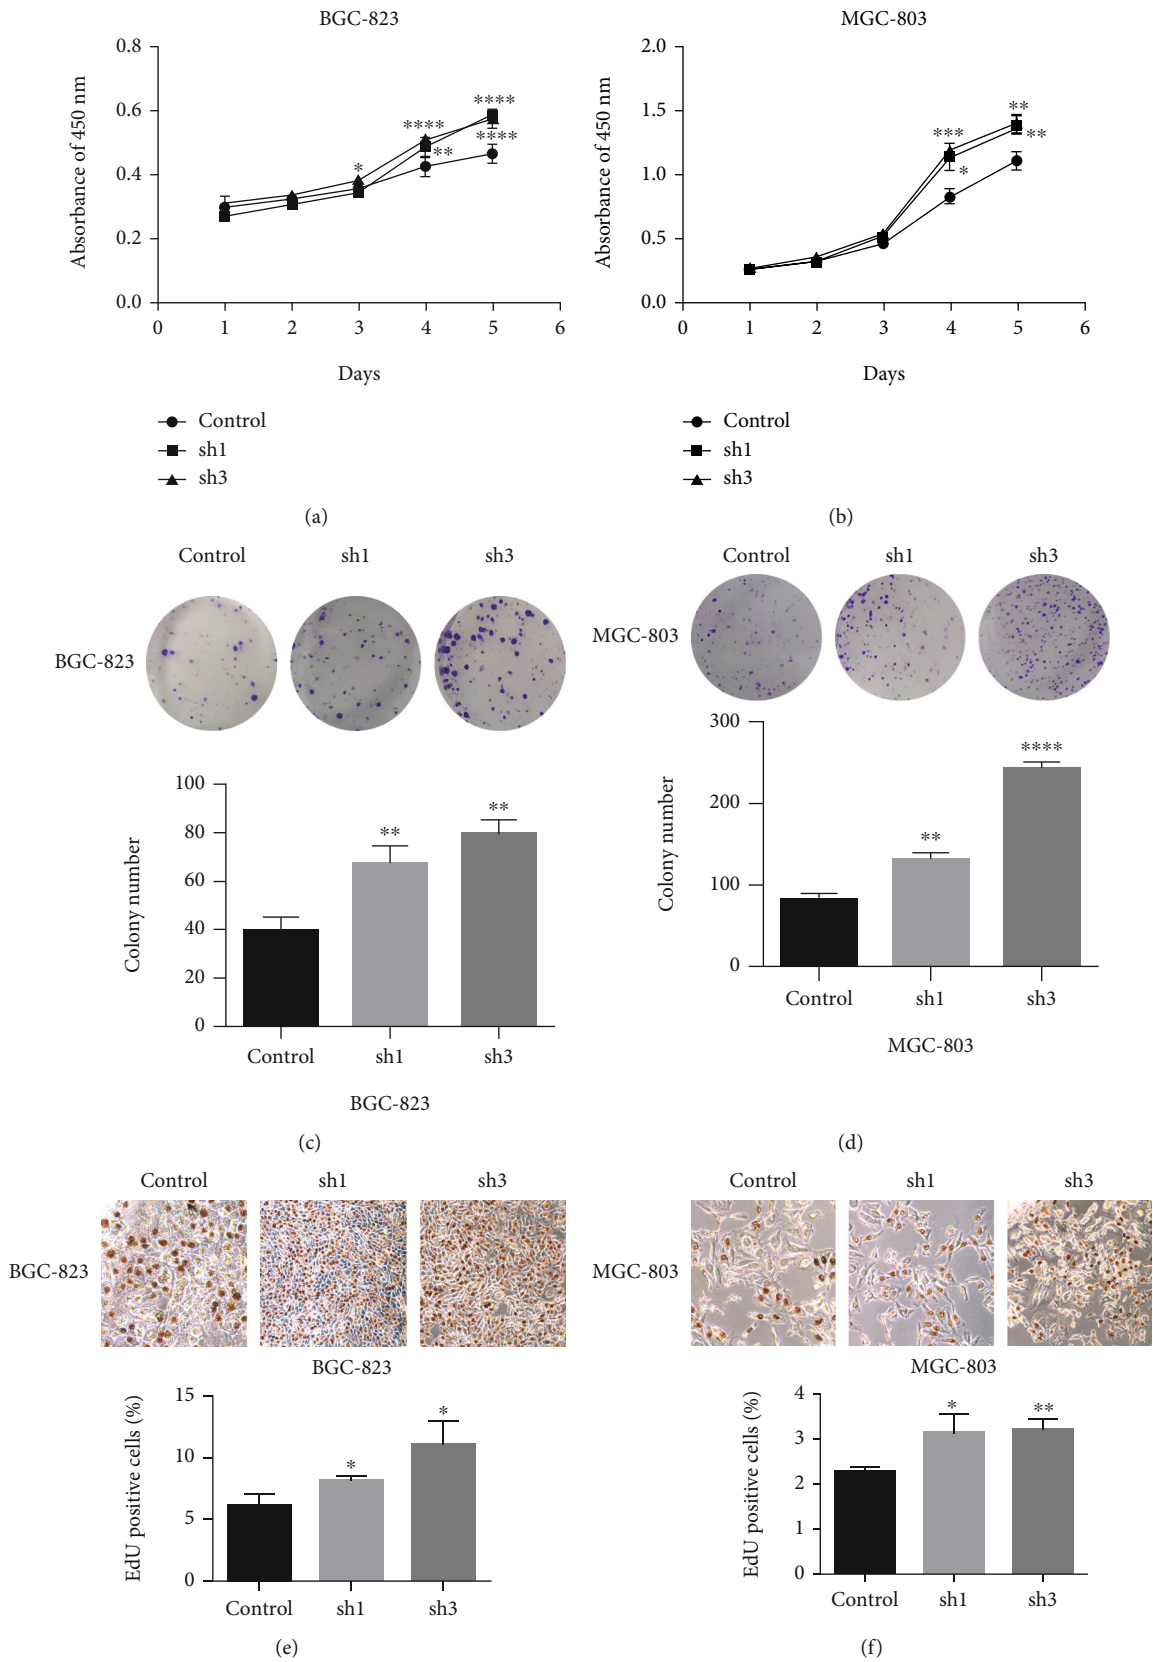 BGC-823
Absorbance of 450 nm
0.8
0.6
0.4
0.2
0.0
0 1 2 3 4 5 6
* **** ** **** ****
Days
Control
sh1
sh3
(a)
MGC-803
Absorbance of 450 nm
2.0
1.5
1.0
0.5
0.0
0 1 2 3 4 5 6
*** * ** **
Days
Control
sh1
sh3
(b)
Control sh1 sh3
BGC-823
Colony number
100
80
60
40
20
0
** **
Control sh1 sh3
BGC-823
(c)
Control sh1 sh3
MGC-803
Colony number
300
200
100
0
** ****
Control sh1 sh3
MGC-803
(d)
Control sh1 sh3
BGC-823
BGC-823
EdU positive cells (%)
15
10
5
0
* *
Control sh1 sh3
(e)
Control sh1 sh3
MGC-803
MGC-803
EdU positive cells (%)
4
3
2
1
0
* **
Control sh1 sh3
(f)